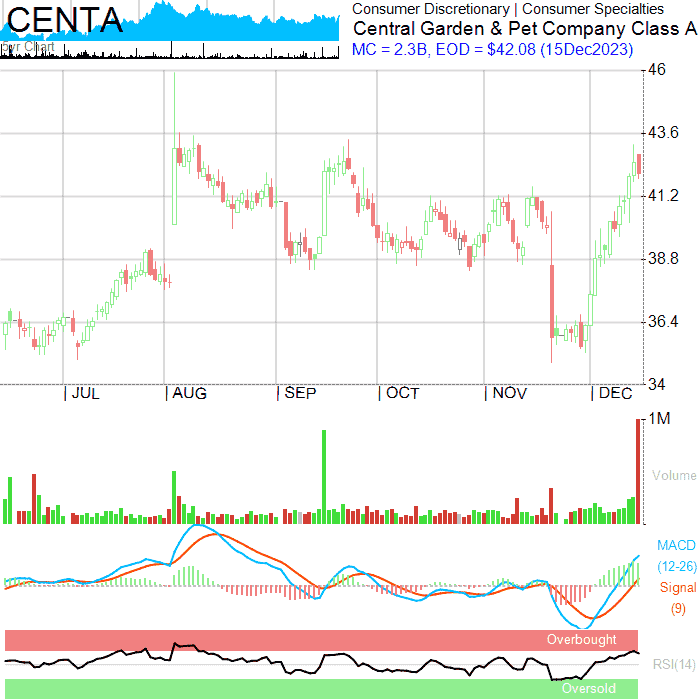 CENTA
5yr Chart
Consumer Discretionary | Consumer Specialties
Central Garden & Pet Company Class A
MC = 2.3B, EOD = $42.08 (15Dec2023)
46
43.6
41.2
38.8
36.4
34
JUL
AUG
SEP
OCT
NOV
DEC
1M
Volume
MACD
(12-26)
Signal
(9)
Overbought
RSI(14)
Oversold